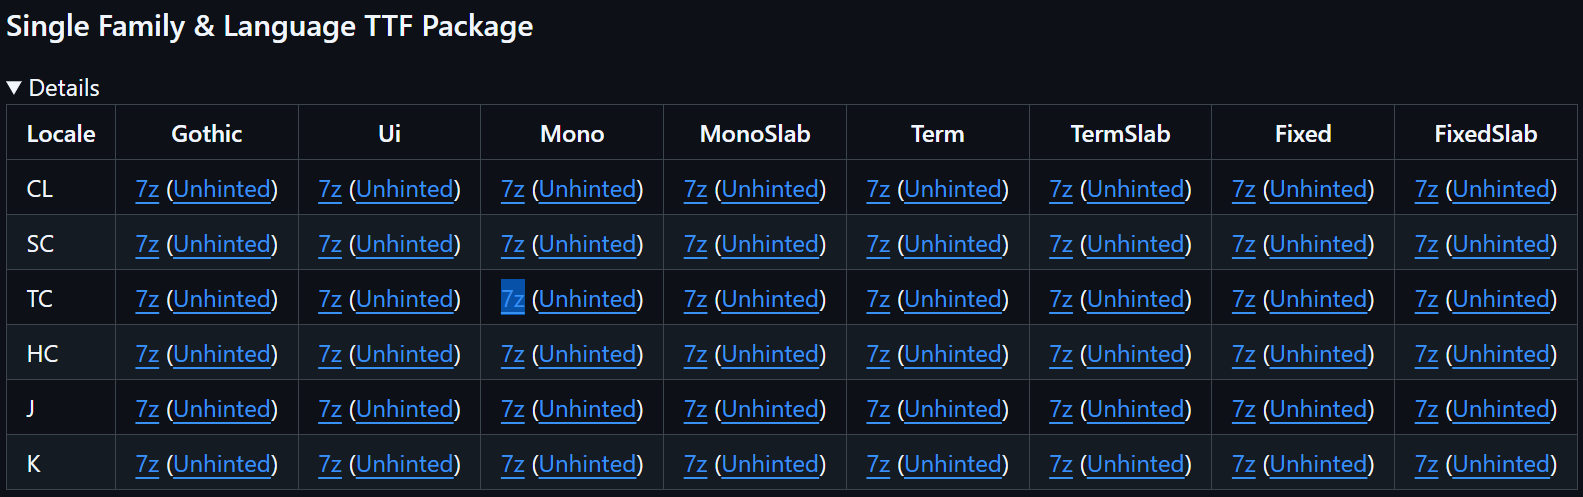 Single Family & Language TTF Package
▼ Details
Locale Gothic Ui Mono MonoSlab Term TermSlab Fixed FixedSlab
CL 7z (Unhinted) 7z (Unhinted) 7z (Unhinted) 7z (Unhinted) 7z (Unhinted) 7z (Unhinted) 7z (Unhinted) 7z (Unhinted)
SC 7z (Unhinted) 7z (Unhinted) 7z (Unhinted) 7z (Unhinted) 7z (Unhinted) 7z (Unhinted) 7z (Unhinted) 7z (Unhinted)
TC 7z (Unhinted) 7z (Unhinted) 7z (Unhinted) 7z (Unhinted) 7z (Unhinted) 7z (Unhinted) 7z (Unhinted) 7z (Unhinted)
HC 7z (Unhinted) 7z (Unhinted) 7z (Unhinted) 7z (Unhinted) 7z (Unhinted) 7z (Unhinted) 7z (Unhinted) 7z (Unhinted)
J 7z (Unhinted) 7z (Unhinted) 7z (Unhinted) 7z (Unhinted) 7z (Unhinted) 7z (Unhinted) 7z (Unhinted) 7z (Unhinted)
K 7z (Unhinted) 7z (Unhinted) 7z (Unhinted) 7z (Unhinted) 7z (Unhinted) 7z (Unhinted) 7z (Unhinted) 7z (Unhinted)